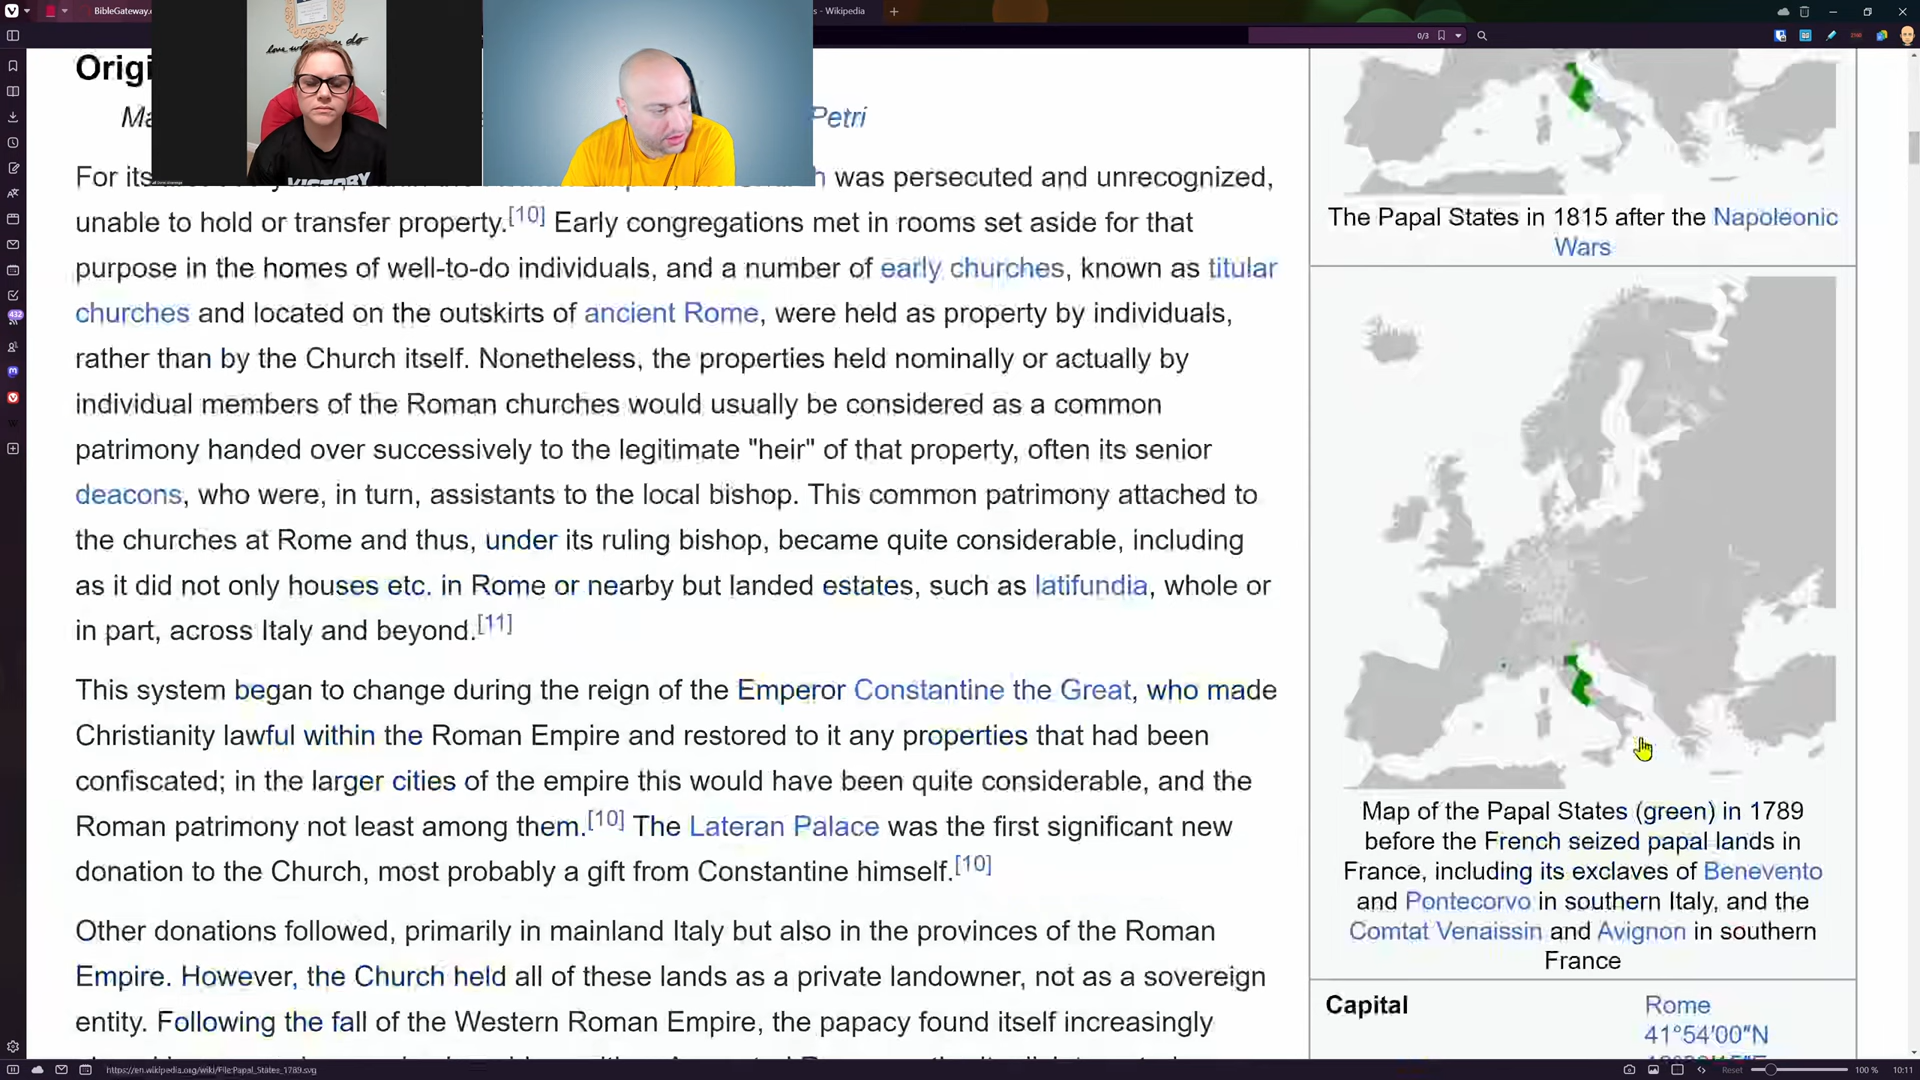 BibleGateway.c
s - Wikipedia
0/3
love what you do
VICTORY
Origi
Ma
Petri
For its
h was persecuted and unrecognized,
unable to hold or transfer property.[10] Early congregations met in rooms set aside for that
purpose in the homes of well-to-do individuals, and a number of early churches, known as titular
churches and located on the outskirts of ancient Rome, were held as property by individuals,
rather than by the Church itself. Nonetheless, the properties held nominally or actually by
individual members of the Roman churches would usually be considered as a common
patrimony handed over successively to the legitimate "heir" of that property, often its senior
deacons, who were, in turn, assistants to the local bishop. This common patrimony attached to
the churches at Rome and thus, under its ruling bishop, became quite considerable, including
as it did not only houses etc. in Rome or nearby but landed estates, such as latifundia, whole or
in part, across Italy and beyond.[11]
This system began to change during the reign of the Emperor Constantine the Great, who made
Christianity lawful within the Roman Empire and restored to it any properties that had been
confiscated; in the larger cities of the empire this would have been quite considerable, and the
Roman patrimony not least among them.[10] The Lateran Palace was the first significant new
donation to the Church, most probably a gift from Constantine himself.[10]
Other donations followed, primarily in mainland Italy but also in the provinces of the Roman
Empire. However, the Church held all of these lands as a private landowner, not as a sovereign
entity. Following the fall of the Western Roman Empire, the papacy found itself increasingly
The Papal States in 1815 after the Napoleonic
Wars
Map of the Papal States (green) in 1789
before the French seized papal lands in
France, including its exclaves of Benevento
and Pontecorvo in southern Italy, and the
Comtat Venaissin and Avignon in southern
France
Capital
Rome
41°54′00″N
432
https://en.wikipedia.org/wiki/File:Papal_States_1789.svg
Reset
100 %
10:11